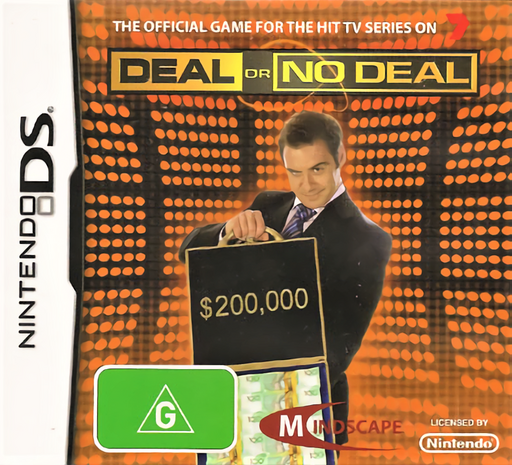 THE OFFICIAL GAME FOR THE HIT TV SERIES ON 7
DEAL OR NO DEAL
NINTENDO DS
$200,000
G
MINDSCAPE
LICENSED BY
Nintendo